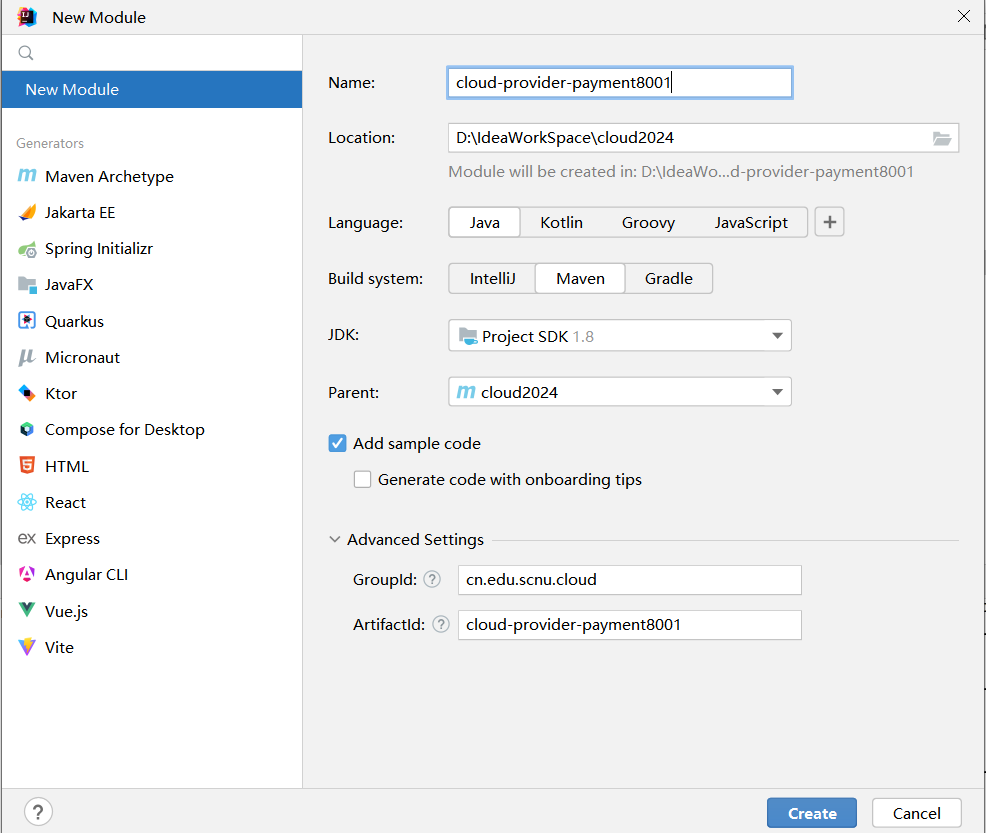 New Module
New Module
Generators
Maven Archetype
Jakarta EE
Spring Initializr
JavaFX
Quarkus
Micronaut
Ktor
Compose for Desktop
HTML
React
Express
Angular CLI
Vue.js
Vite
Name: cloud-provider-payment8001
Location: D:\IdeaWorkSpace\cloud2024
Module will be created in: D:\IdeaWo...d-provider-payment8001
Language: Java Kotlin Groovy JavaScript +
Build system: IntelliJ Maven Gradle
JDK: Project SDK 1.8
Parent: cloud2024
Add sample code
Generate code with onboarding tips
Advanced Settings
GroupId: ? cn.edu.scnu.cloud
ArtifactId: ? cloud-provider-payment8001
? Create Cancel